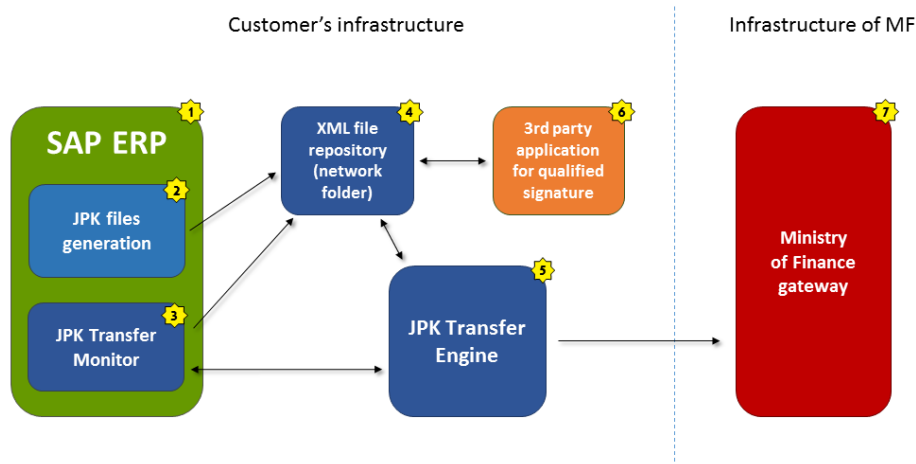 Customer's infrastructure
Infrastructure of MF
1
SAP ERP
2
JPK files
generation
3
JPK Transfer
Monitor
4
XML file
repository
(network
folder)
6
3rd party
application
for qualified
signature
5
JPK Transfer
Engine
7
Ministry
of Finance
gateway